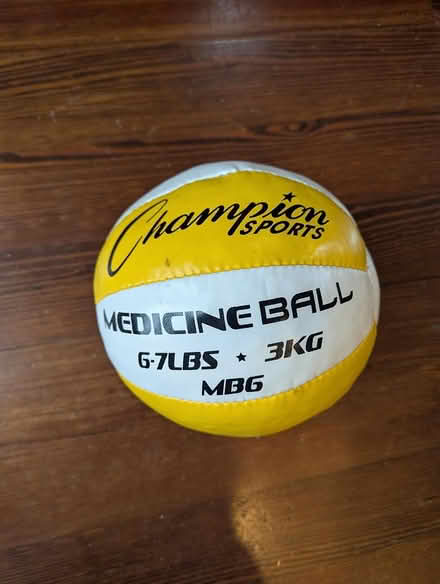 Champion
SPORTS
MEDICINE BALL
6-7LBS ★ 3KG
MB6